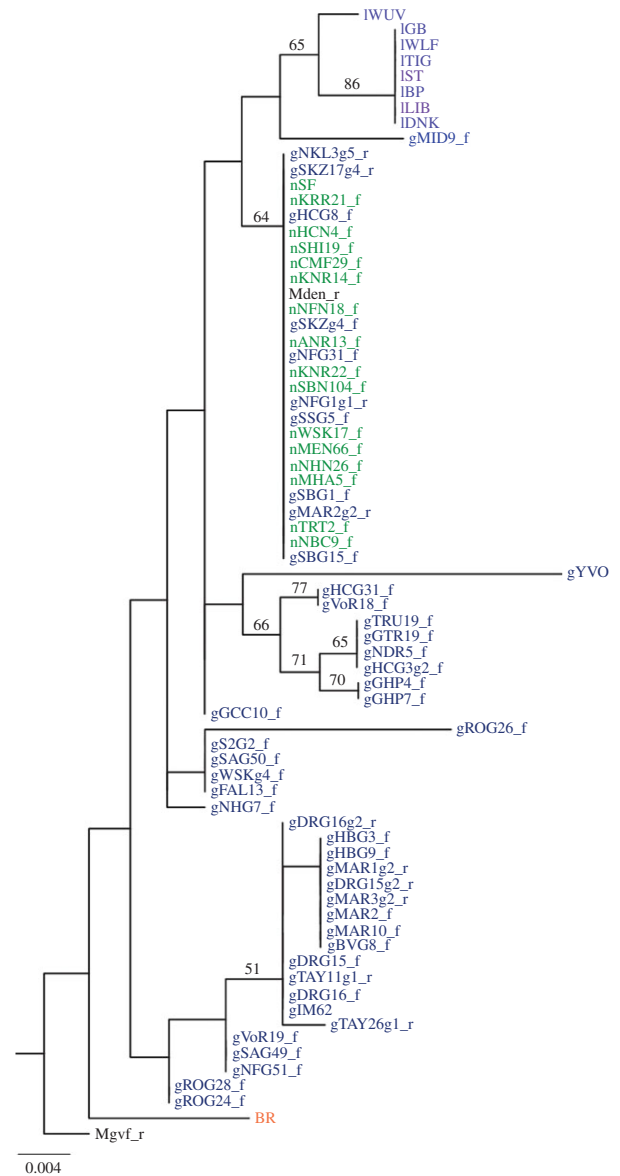 lWUV
lGB
65
lWLF
lTIG
lST
86
lBP
lLIB
lDNK
gMID9_f
gNKL3g5_r
gSKZ17g4_r
nSF
nKRR21_f
64
gHCG8_f
nHCN4_f
nSHI19_f
nCMF29_f
nKNR14_f
Mden_r
nNFN18_f
gSKZg4_f
nANR13_f
gNFG31_f
nKNR22_f
nSBN104_f
gNFG1g1_r
gSSG5_f
nWSK17_f
nMEN66_f
nNHN26_f
nMHA5_f
gSBG1_f
gMAR2g2_r
nTRT2_f
nNBC9_f
gSBG15_f
gYVO
77
gHCG31_f
gVoR18_f
66
gTRU19_f
65
gGTR19_f
gNDR5_f
71
gHCG3g2_f
70
gGHP4_f
gGHP7_f
gGCC10_f
gROG26_f
gS2G2_f
gSAG50_f
gWSKg4_f
gFAL13_f
gNHG7_f
gDRG16g2_r
gHBG3_f
gHBG9_f
gMAR1g2_r
gDRG15g2_r
gMAR3g2_r
gMAR2_f
gMAR10_f
gBVG8_f
gDRG15_f
51
gTAY11g1_r
gDRG16_f
gIM62
gTAY26g1_r
gVoR19_f
gSAG49_f
gNFG51_f
gROG28_f
gROG24_f
BR
Mgvf_r
0.004